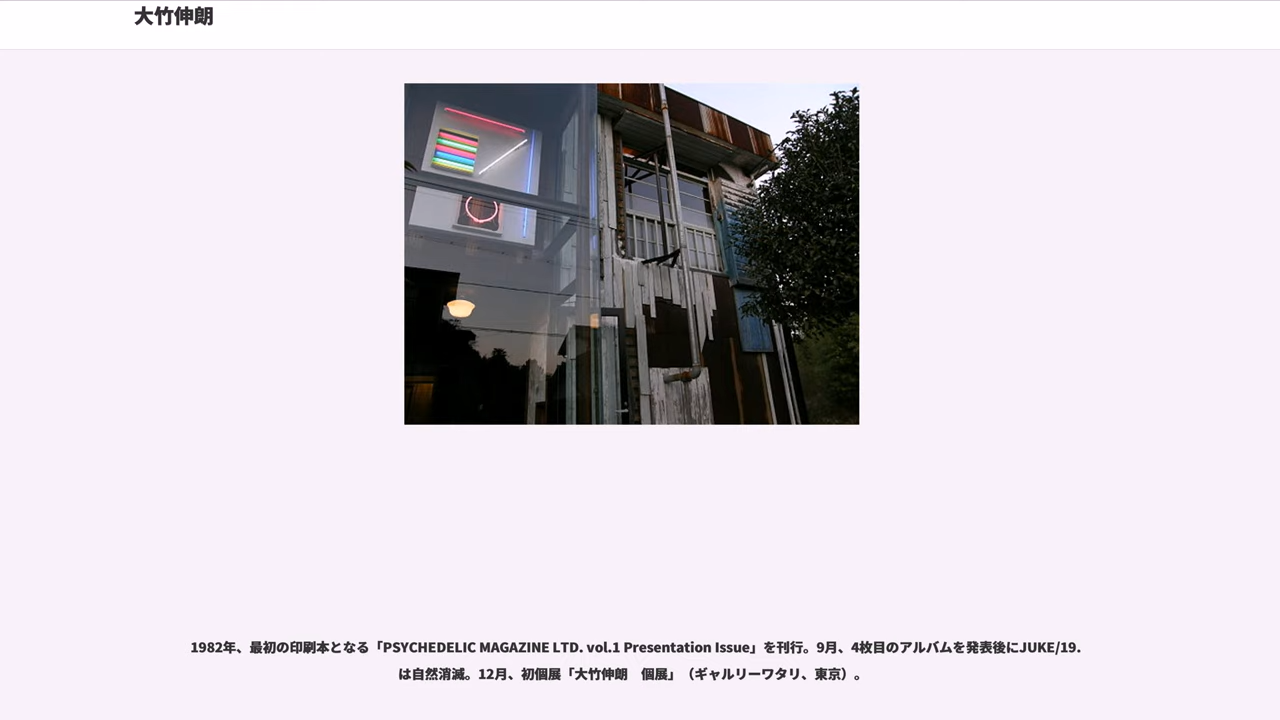 大竹伸朗
1982年、最初の印刷本となる「PSYCHEDELIC MAGAZINE LTD. vol.1 Presentation Issue」を刊行。9月、4枚目のアルバムを発表後にJUKE/19.
は自然消滅。12月、初個展「大竹伸朗　個展」（ギャルリーワタリ、東京）。